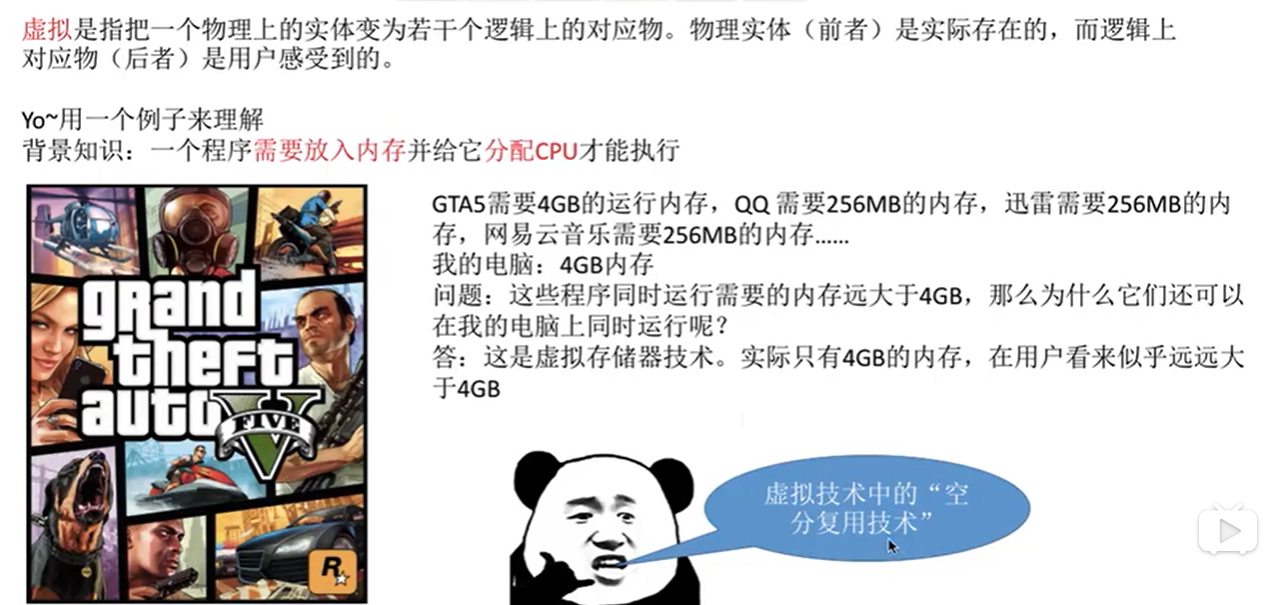 虚拟是指把一个物理上的实体变为若干个逻辑上的对应物。物理实体（前者）是实际存在的，而逻辑上
对应物（后者）是用户感受到的。
Yo~用一个例子来理解
背景知识：一个程序需要放入内存并给它分配CPU才能执行
GTA5需要4GB的运行内存，QQ 需要256MB的内存，迅雷需要256MB的内
存，网易云音乐需要256MB的内存......
我的电脑：4GB内存
问题：这些程序同时运行需要的内存远大于4GB，那么为什么它们还可以
在我的电脑上同时运行呢？
答：这是虚拟存储器技术。实际只有4GB的内存，在用户看来似乎远远大
于4GB
grand
theft
auto V
FIVE
R
虚拟技术中的“空
分复用技术”